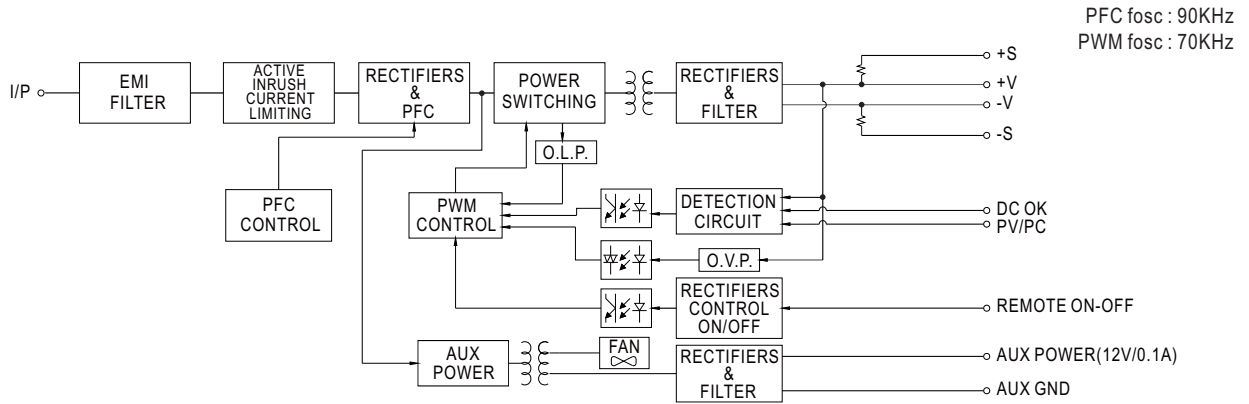 PFC fosc : 90KHz
PWM fosc : 70KHz
I/P
EMI
FILTER
ACTIVE
INRUSH
CURRENT
LIMITING
RECTIFIERS
&
PFC
POWER
SWITCHING
RECTIFIERS
&
FILTER
+S
+V
-V
-S
O.L.P.
PFC
CONTROL
PWM
CONTROL
DETECTION
CIRCUIT
DC OK
PV/PC
O.V.P.
RECTIFIERS
CONTROL
ON/OFF
REMOTE ON-OFF
AUX
POWER
FAN
RECTIFIERS
&
FILTER
AUX POWER(12V/0.1A)
AUX GND